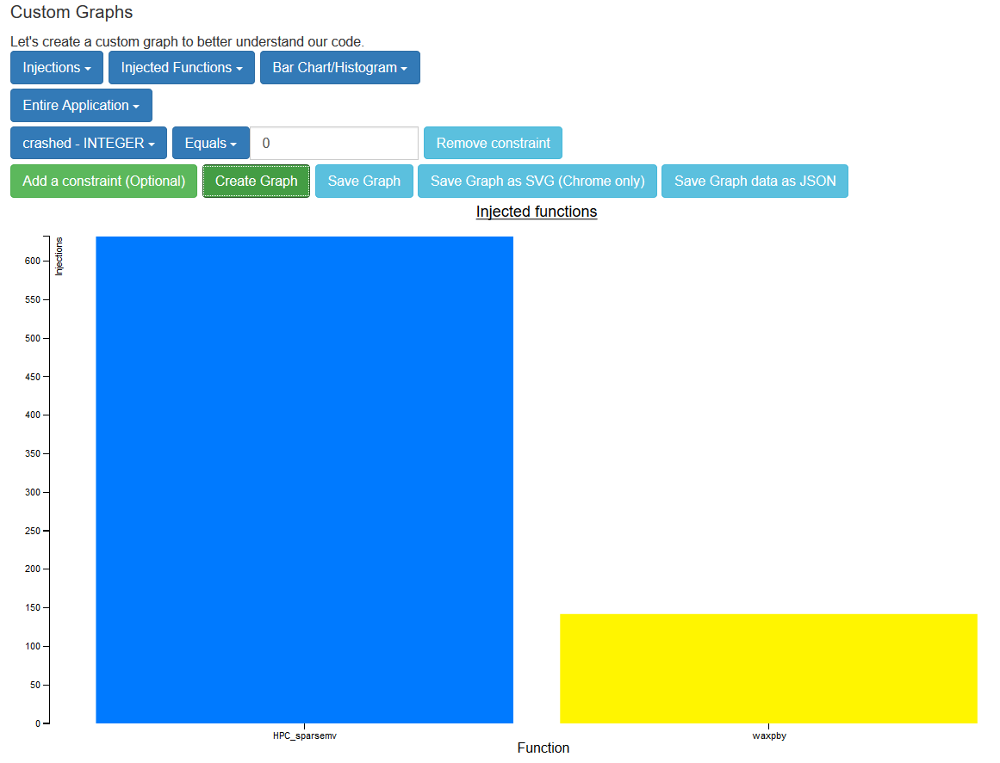 Custom Graphs
Let's create a custom graph to better understand our code.
Injections Injected Functions Bar Chart/Histogram
Entire Application
crashed - INTEGER Equals 0 Remove constraint
Add a constraint (Optional) Create Graph Save Graph Save Graph as SVG (Chrome only) Save Graph data as JSON
Injected functions
Injections
600
550
500
450
400
350
300
250
200
150
100
50
0
HPC_sparsemv waxpby
Function